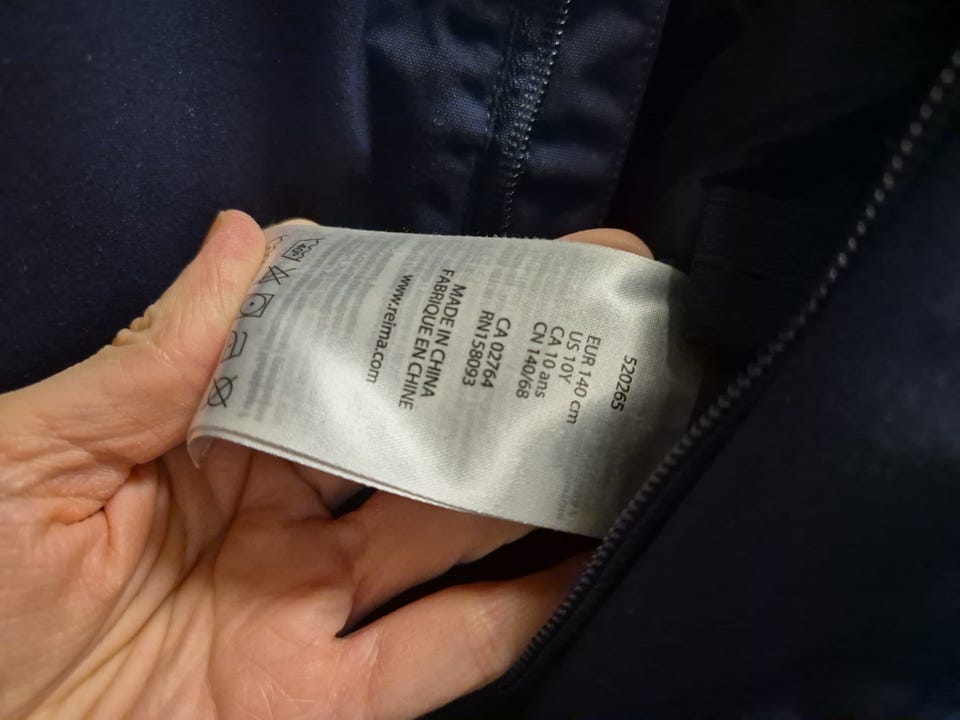 520265
EUR 140 cm
US 10Y
CA 10 ans
CN 140/68
CA 02764
RN158093
MADE IN CHINA
FABRIQUE EN CHINE
www.reima.com
40°